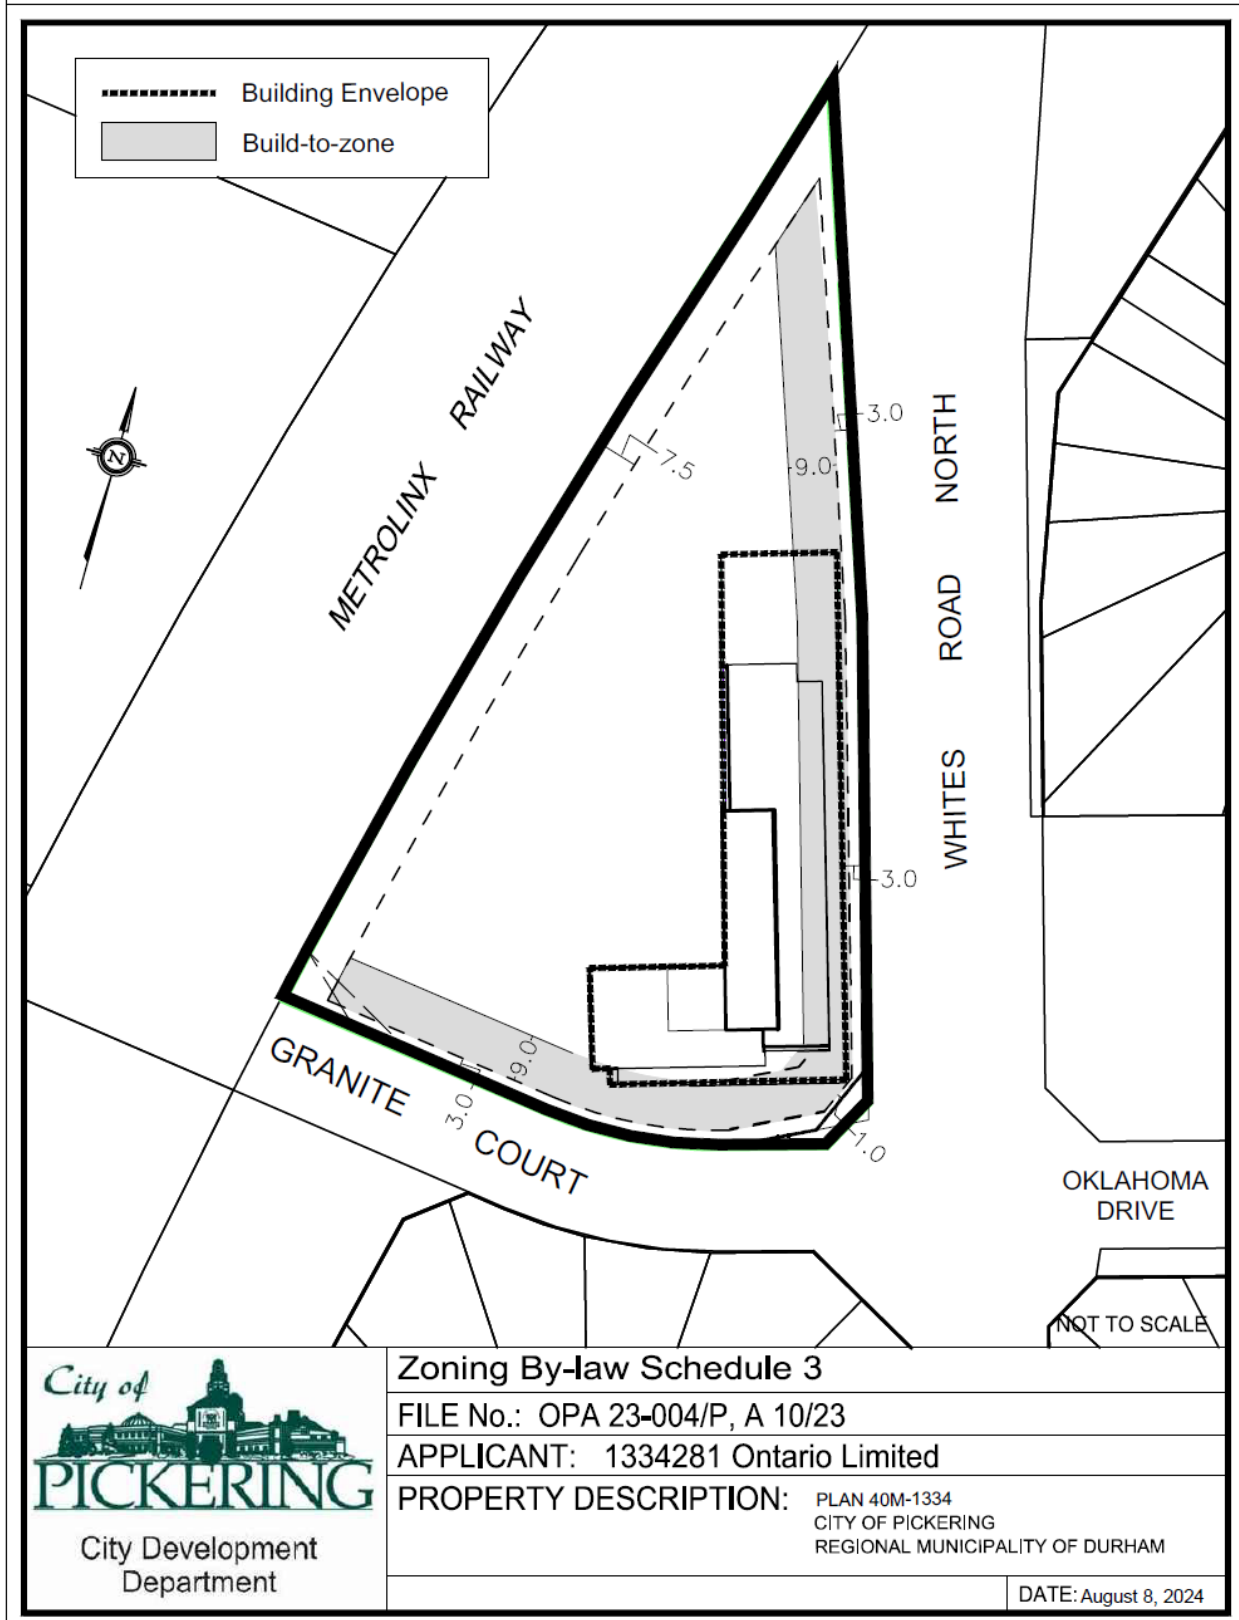 Building Envelope
Build-to-zone
METROLINX RAILWAY
N
7.5
3.0
9.0
WHITES ROAD NORTH
3.0
9.0
3.0
1.0
GRANITE COURT
OKLAHOMA
DRIVE
NOT TO SCALE
City of
PICKERING
City Development
Department
Zoning By-law Schedule 3
FILE No.: OPA 23-004/P, A 10/23
APPLICANT: 1334281 Ontario Limited
PROPERTY DESCRIPTION: PLAN 40M-1334
CITY OF PICKERING
REGIONAL MUNICIPALITY OF DURHAM
DATE: August 8, 2024